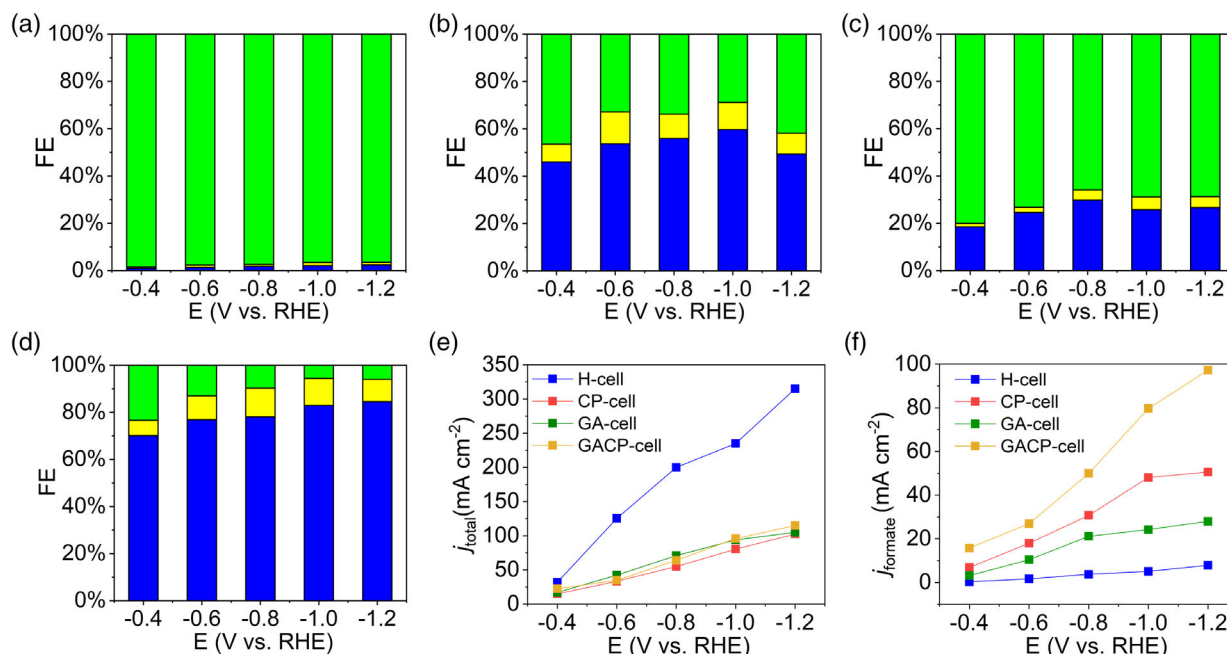 (a)
100%
80%
60%
40%
20%
0%
FE
-0.4 -0.6 -0.8 -1.0 -1.2
E (V vs. RHE)
(b)
100%
80%
60%
40%
20%
0%
FE
-0.4 -0.6 -0.8 -1.0 -1.2
E (V vs. RHE)
(c)
100%
80%
60%
40%
20%
0%
FE
-0.4 -0.6 -0.8 -1.0 -1.2
E (V vs. RHE)
(d)
100%
80%
60%
40%
20%
0%
FE
-0.4 -0.6 -0.8 -1.0 -1.2
E (V vs. RHE)
(e)
350
300
250
200
150
100
50
0
j total (mA cm-2)
H-cell
CP-cell
GA-cell
GACP-cell
-0.4 -0.6 -0.8 -1.0 -1.2
E (V vs. RHE)
(f)
100
80
60
40
20
0
j formate (mA cm-2)
H-cell
CP-cell
GA-cell
GACP-cell
-0.4 -0.6 -0.8 -1.0 -1.2
E (V vs. RHE)